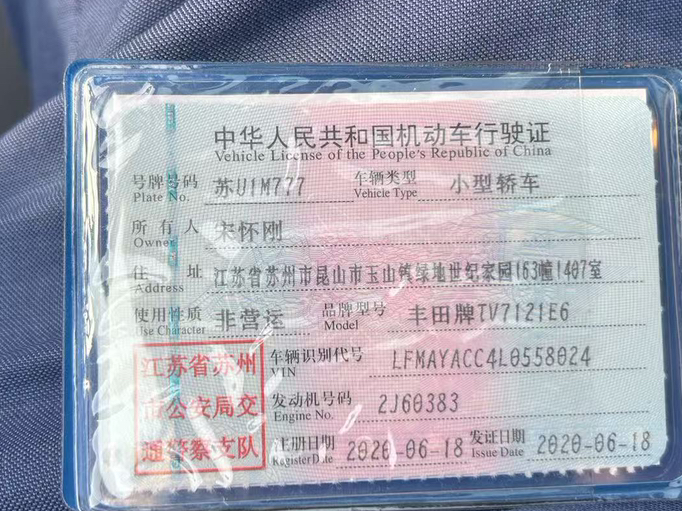 中华人民共和国机动车行驶证
Vehicle License of the People's Republic of China
号牌号码 苏U1M777 车辆类型 小型轿车
Plate No. Vehicle Type
所有人 宋怀刚
Owner
住址 江苏省苏州市昆山市玉山镇绿地世纪家园163幢1407室
Address
使用性质 非营运 品牌型号 丰田牌TV7121E6
Use Character Model
江苏省苏州 车辆识别代号 LFMAYACC4L0558024
VIN
市公安局交 发动机号码 2J60383
Engine No.
通警察支队 注册日期 2020-06-18 发证日期 2020-06-18
Register Date Issue Date